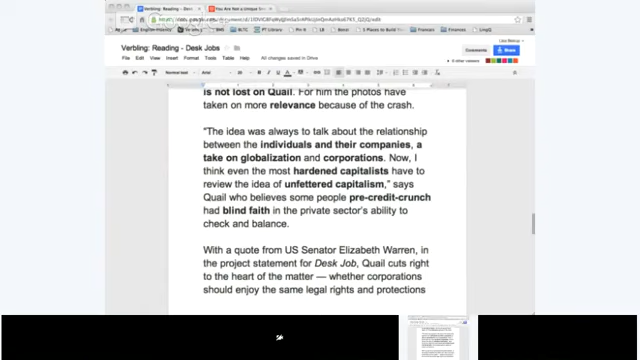 Verbling: Reading - Desk Jobs
You Are Not a Unique Sn
Verbling: Reading - Desk Jobs
File Edit View Insert Format Tools Table Help All changes saved in Drive
Comments
Share
Normal text
Arial
is not lost on Quail. For him the photos have
taken on more relevance because of the crash.
“The idea was always to talk about the relationship
between the individuals and their companies, a
take on globalization and corporations. Now, I
think even the most hardened capitalists have to
review the idea of unfettered capitalism,” says
Quail who believes some people pre-credit-crunch
had blind faith in the private sector’s ability to
check and balance.
With a quote from US Senator Elizabeth Warren, in
the project statement for Desk Job, Quail cuts right
to the heart of the matter — whether corporations
should enjoy the same legal rights and protections